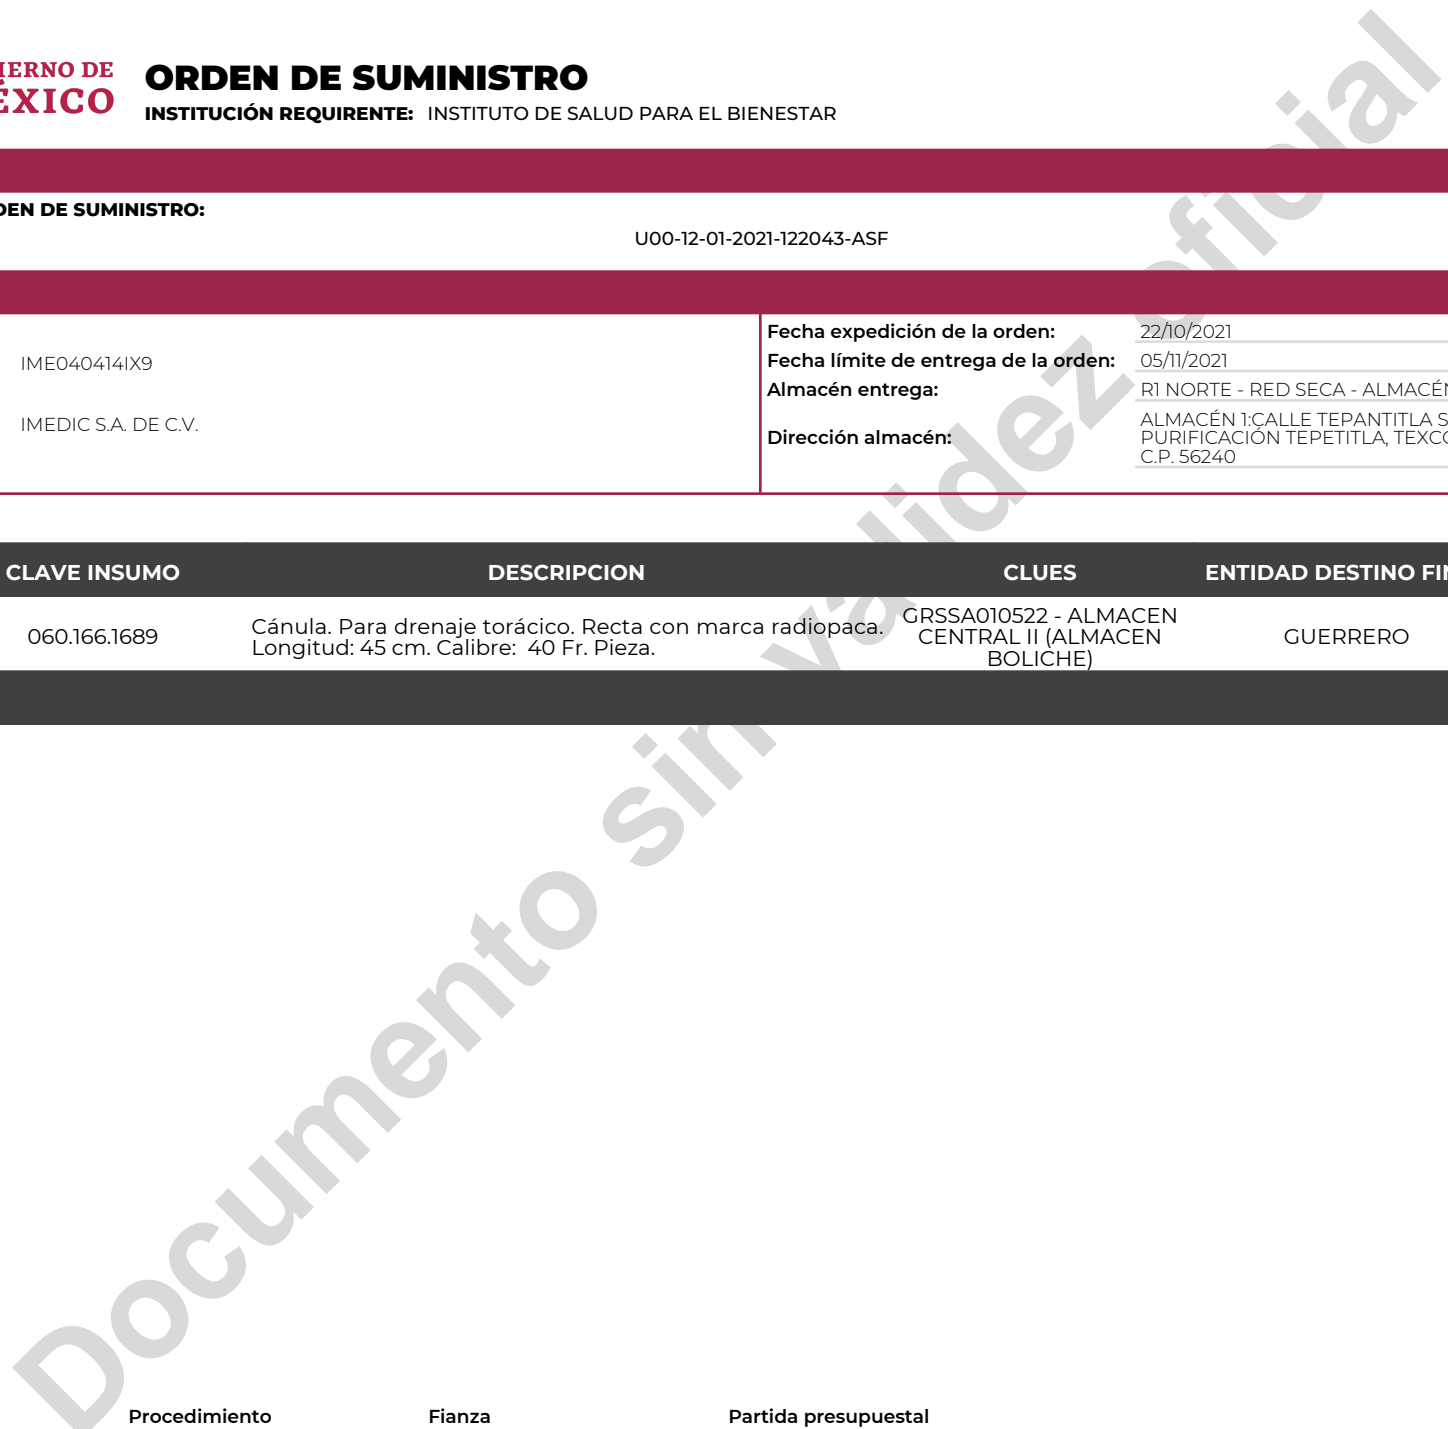 IERNO DE
ÉXICO
ORDEN DE SUMINISTRO
INSTITUCIÓN REQUIRENTE: INSTITUTO DE SALUD PARA EL BIENESTAR
DEN DE SUMINISTRO:
U00-12-01-2021-122043-ASF
IME040414IX9
IMEDIC S.A. DE C.V.
Fecha expedición de la orden: 22/10/2021
Fecha límite de entrega de la orden: 05/11/2021
Almacén entrega: R1 NORTE - RED SECA - ALMACÉN
Dirección almacén: ALMACÉN 1:CALLE TEPANTITLA S
PURIFICACIÓN TEPETITLA, TEXCO
C.P. 56240
CLAVE INSUMO DESCRIPCION CLUES ENTIDAD DESTINO FIN
060.166.1689
Cánula. Para drenaje torácico. Recta con marca radiopaca.
Longitud: 45 cm. Calibre: 40 Fr. Pieza.
GRSSA010522 - ALMACEN
CENTRAL II (ALMACEN
BOLICHE)
GUERRERO
Documento sin validez oficial
Procedimiento Fianza Partida presupuestal